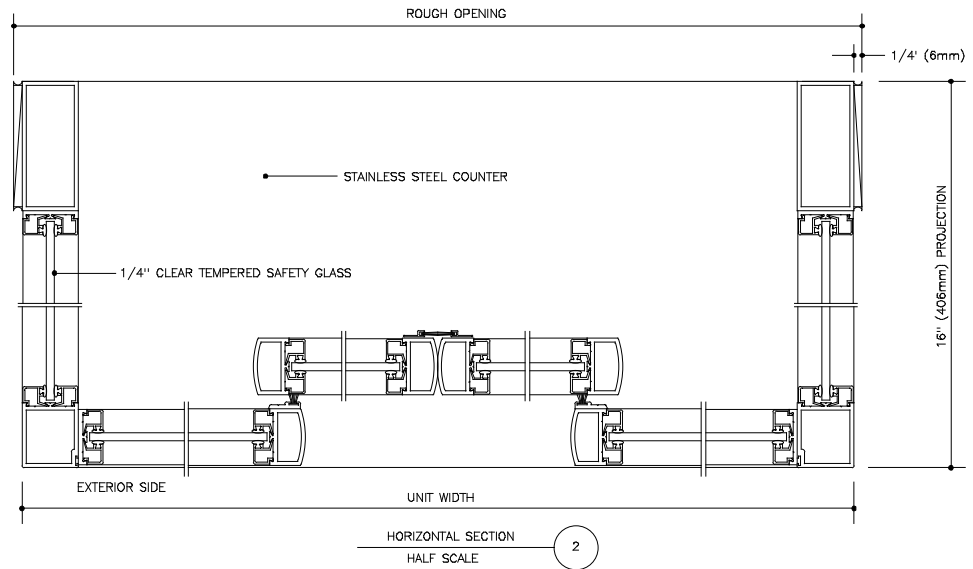 ROUGH OPENING
1/4' (6mm)
STAINLESS STEEL COUNTER
16" (406mm) PROJECTION
1/4" CLEAR TEMPERED SAFETY GLASS
EXTERIOR SIDE
UNIT WIDTH
HORIZONTAL SECTION
2
HALF SCALE